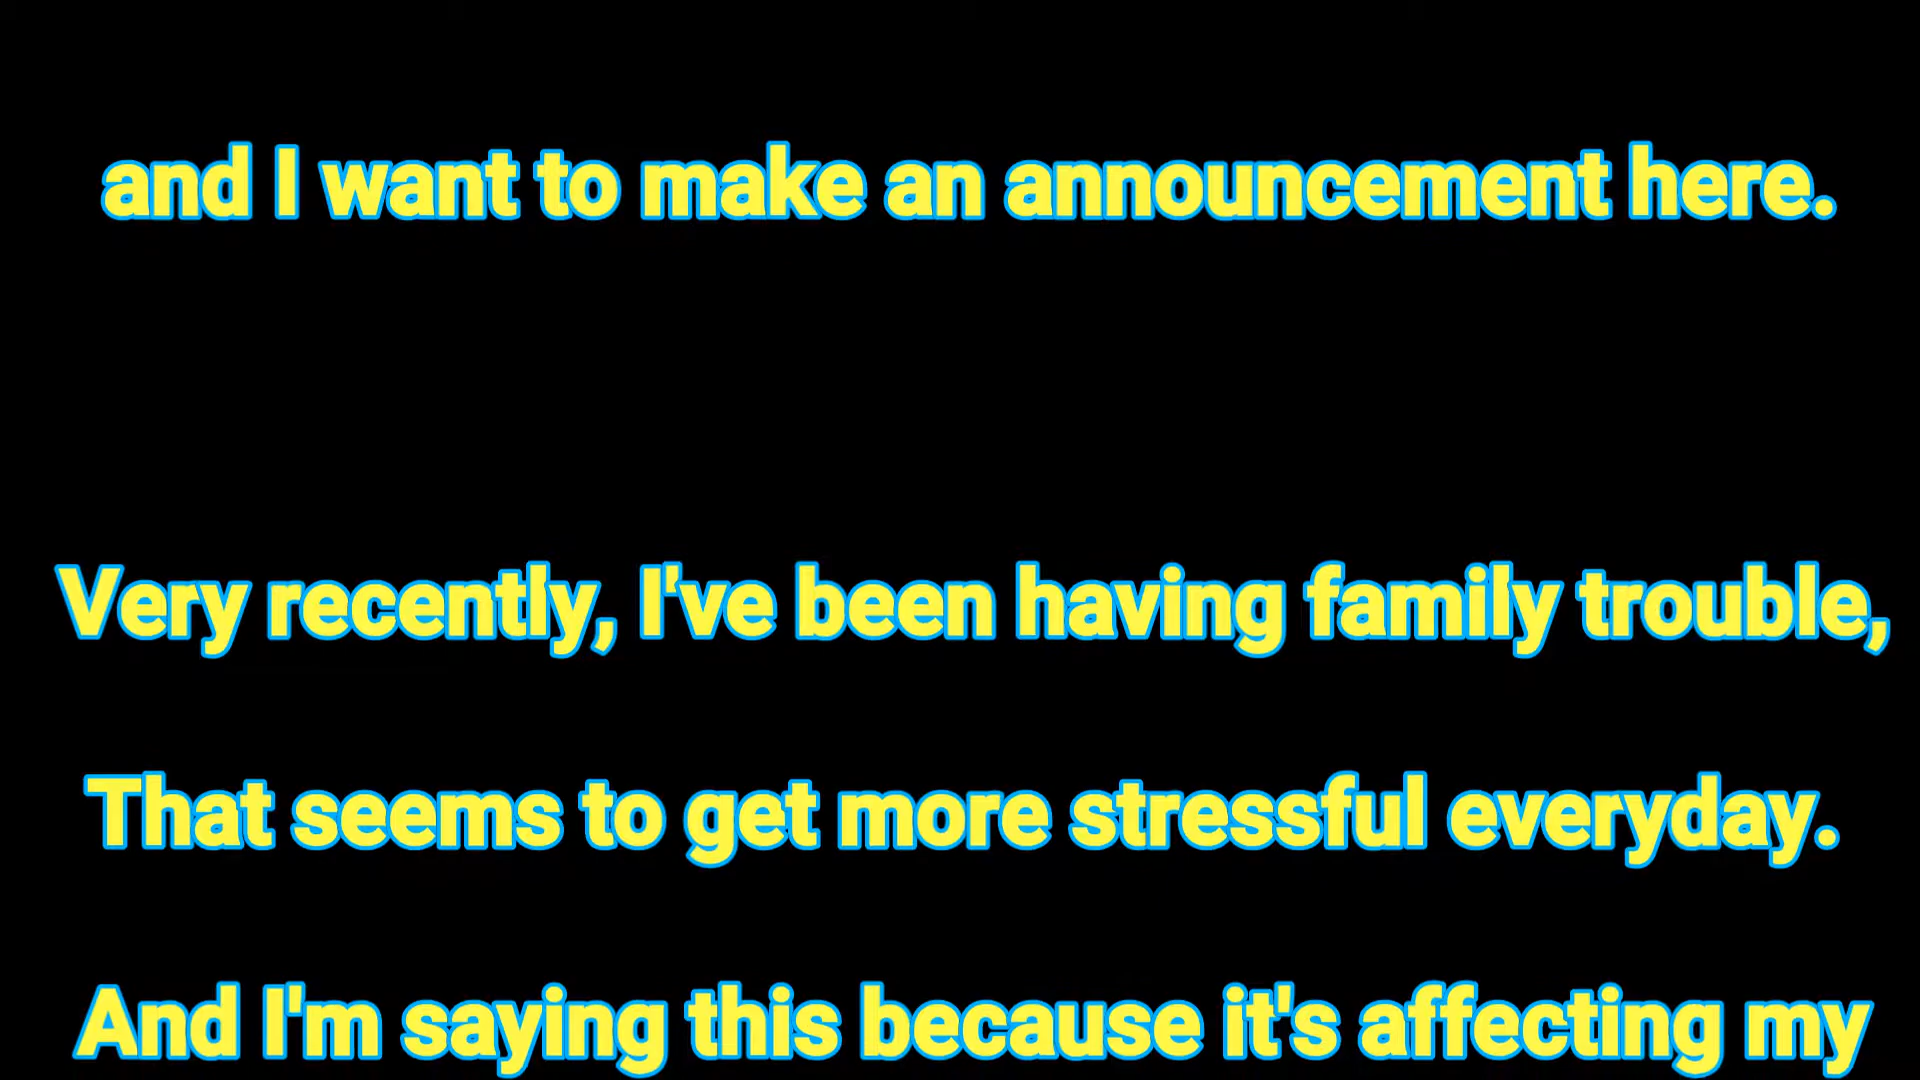 and I want to make an announcement here.
Very recently, I've been having family trouble,
That seems to get more stressful everyday.
And I'm saying this because it's affecting my